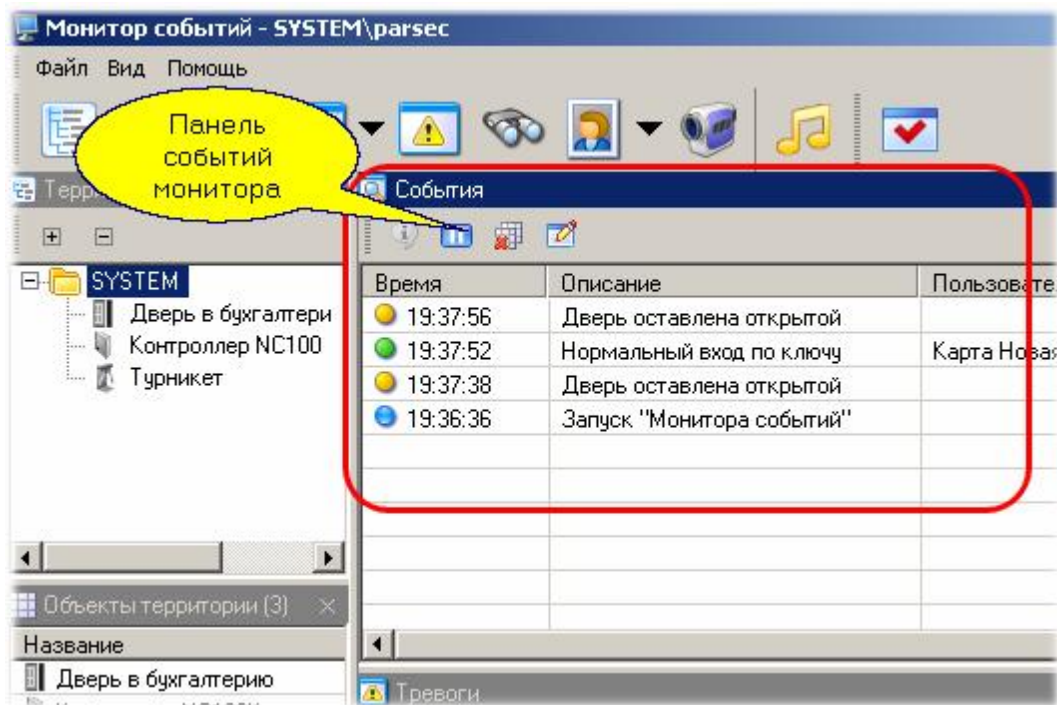 Монитор событий - SYSTEM\parsec
Файл Вид Помощь
Панель
событий
монитора
События
SYSTEM
Дверь в бухгалтери
Контроллер NC100
Турникет
Время Описание Пользовате
19:37:56 Дверь оставлена открытой
19:37:52 Нормальный вход по ключу Карта Новая
19:37:38 Дверь оставлена открытой
19:36:36 Запуск "Монитора событий"
Объекты территории (3)
Название
Дверь в бухгалтерию
Тревоги